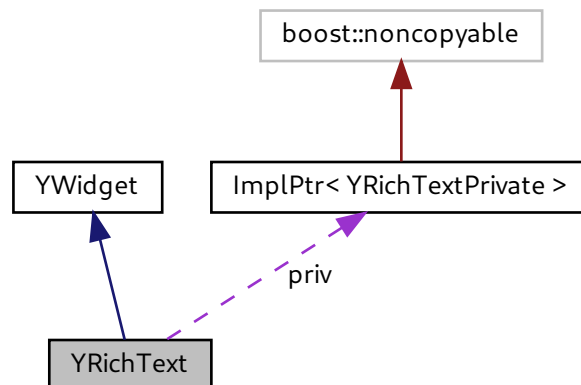 boost::noncopyable
YWidget
ImplPtr< YRichTextPrivate >
priv
YRichText